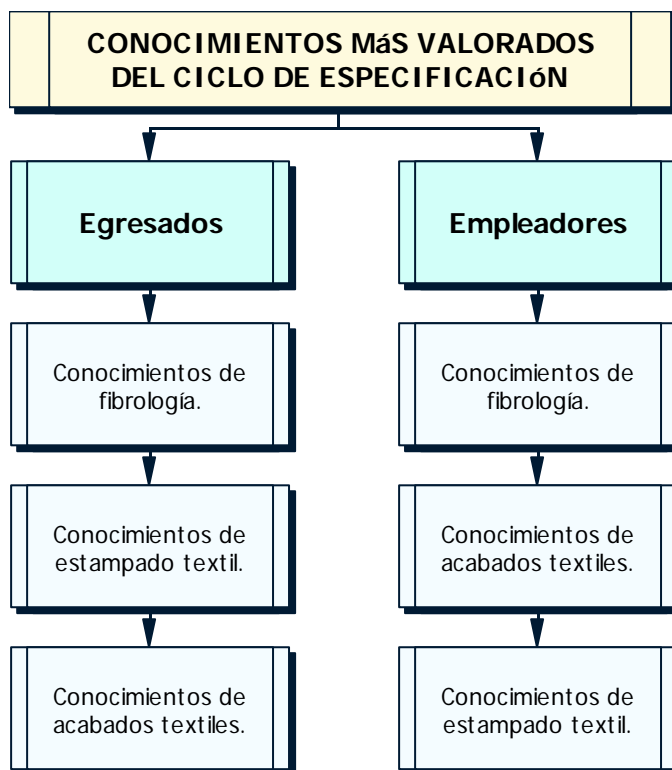 CONOCIMIENTOS MáS VALORADOS
DEL CICLO DE ESPECIFICACIóN
Egresados
Empleadores
Conocimientos de
fibrología.
Conocimientos de
fibrología.
Conocimientos de
estampado textil.
Conocimientos de
acabados textiles.
Conocimientos de
acabados textiles.
Conocimientos de
estampado textil.